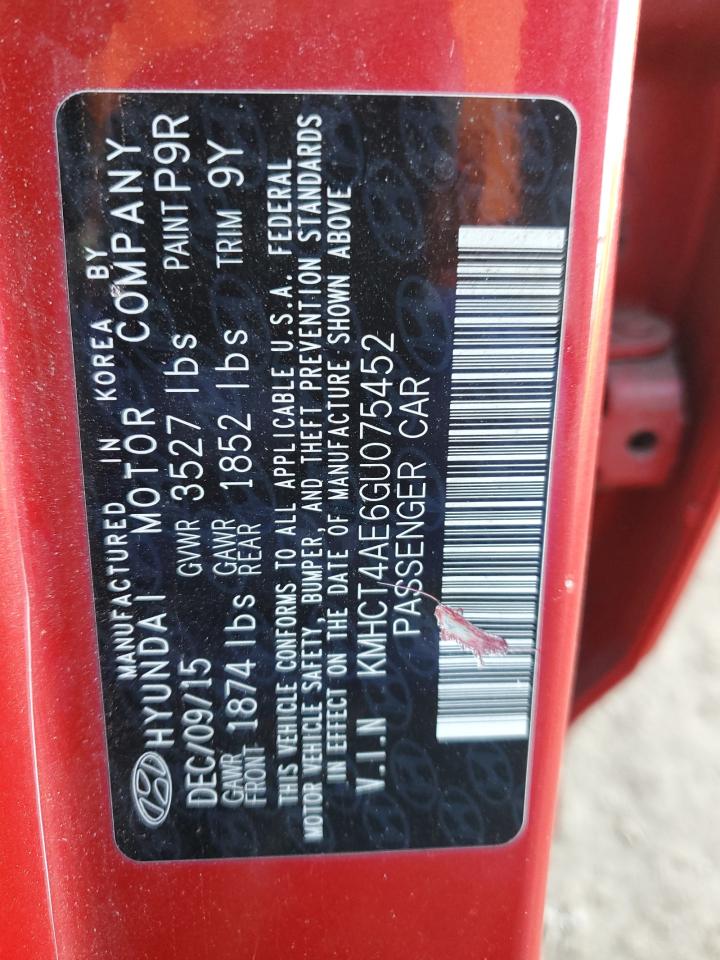 MANUFACTURED IN KOREA BY
HYUNDAI MOTOR COMPANY
DEC/09/15 GVWR 3527 lbs PAINT P9R
GAWR FRONT 1874 lbs GAWR REAR 1852 lbs TRIM 9Y
THIS VEHICLE CONFORMS TO ALL APPLICABLE U.S.A. FEDERAL
MOTOR VEHICLE SAFETY, BUMPER, AND THEFT PREVENTION STANDARDS
IN EFFECT ON THE DATE OF MANUFACTURE SHOWN ABOVE
V.I.N KMHCT4AE6GU075452
PASSENGER CAR